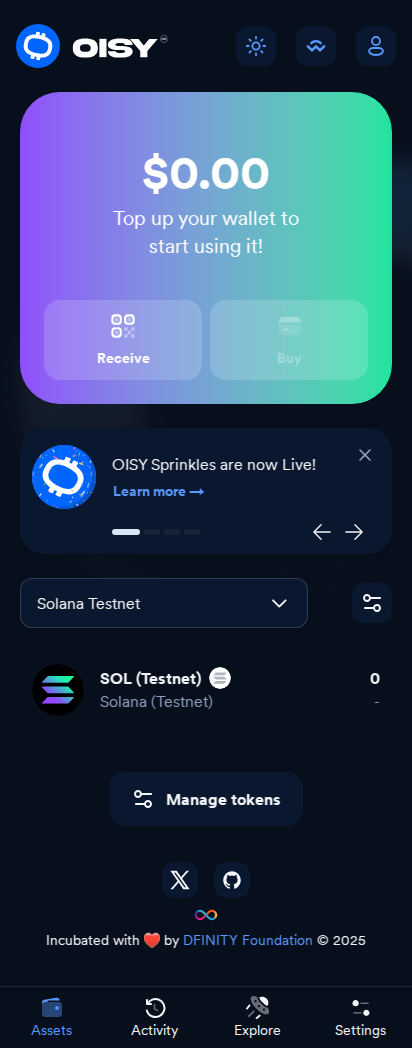 OISY
$0.00
Top up your wallet to
start using it!
Receive
Buy
OISY Sprinkles are now Live!
Learn more →
Solana Testnet
SOL (Testnet)
0
Solana (Testnet)
-
Manage tokens
Incubated with ❤️ by DFINITY Foundation © 2025
Assets
Activity
Explore
Settings